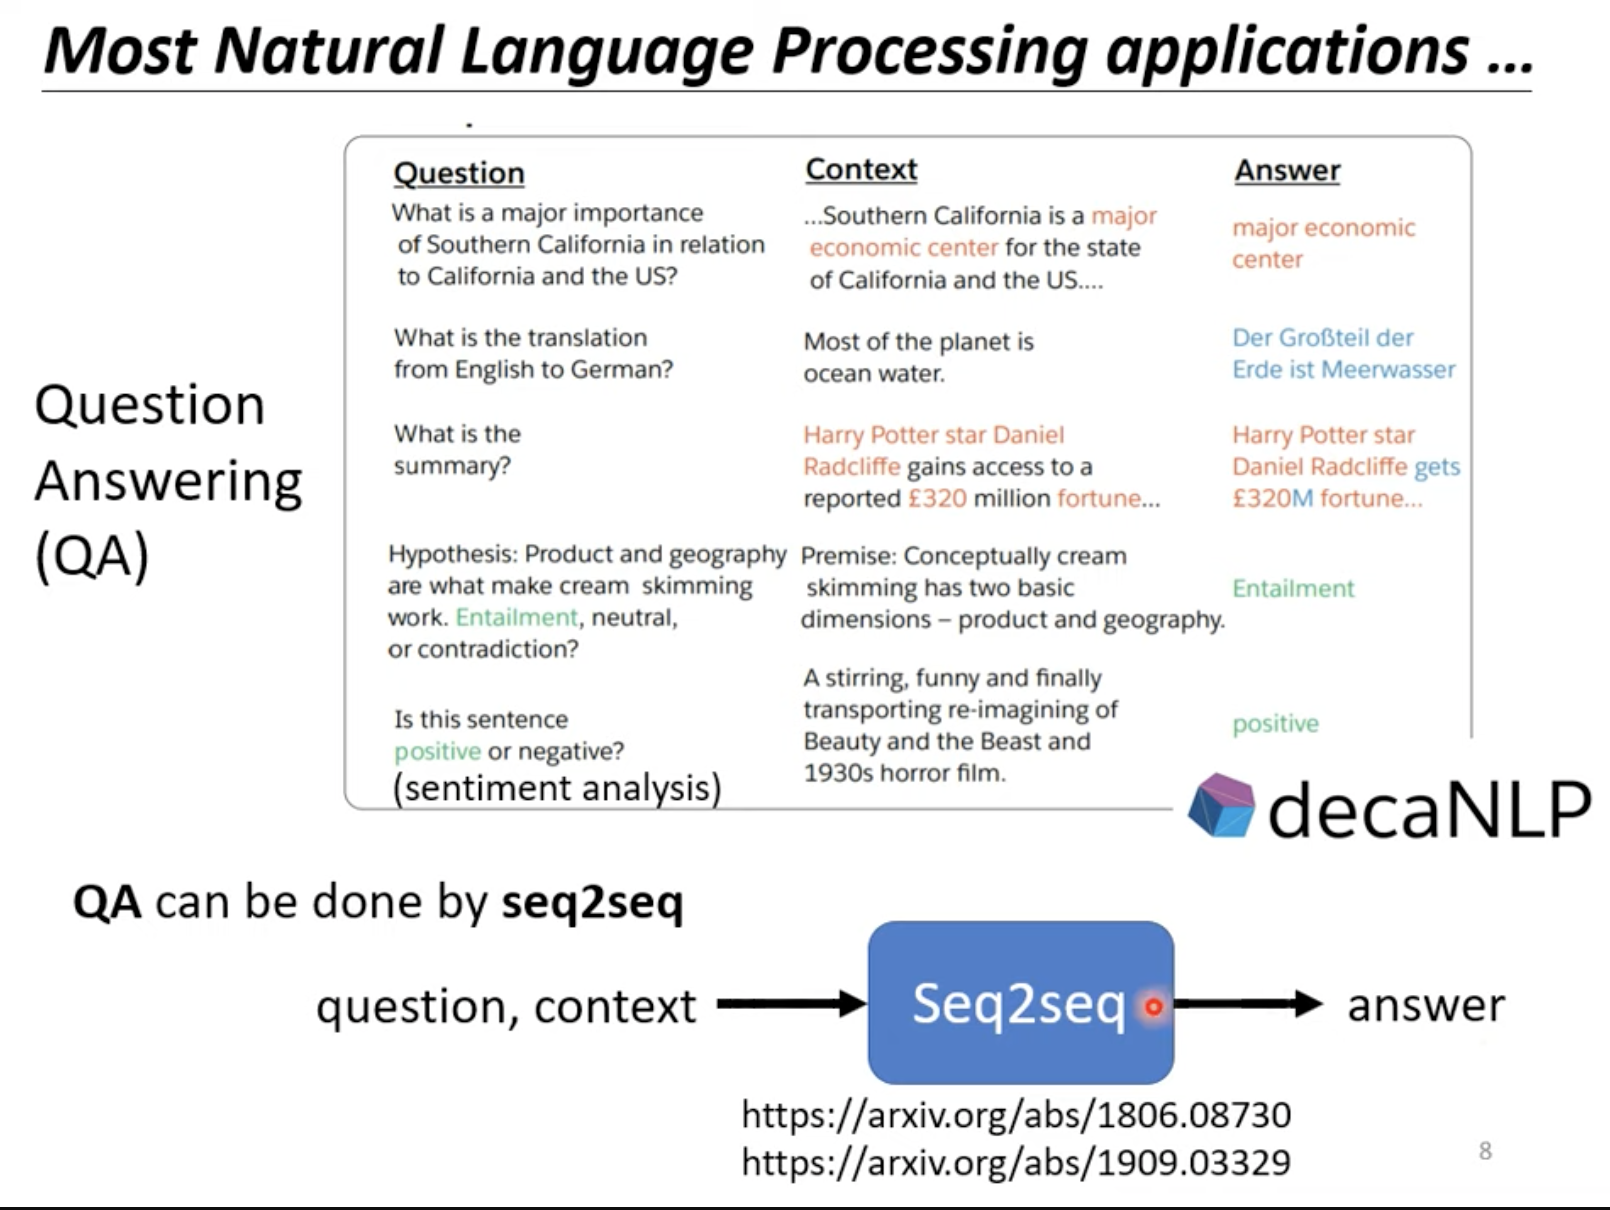 Most Natural Language Processing applications ...
Question
Answering
(QA)
Question
What is a major importance
of Southern California in relation
to California and the US?
Context
...Southern California is a major
economic center for the state
of California and the US....
Answer
major economic
center
What is the translation
from English to German?
Most of the planet is
ocean water.
Der Großteil der
Erde ist Meerwasser
What is the
summary?
Harry Potter star Daniel
Radcliffe gains access to a
reported £320 million fortune...
Harry Potter star
Daniel Radcliffe gets
£320M fortune...
Hypothesis: Product and geography
are what make cream skimming
work. Entailment, neutral,
or contradiction?
Premise: Conceptually cream
skimming has two basic
dimensions – product and geography.
Entailment
Is this sentence
positive or negative?
(sentiment analysis)
A stirring, funny and finally
transporting re-imagining of
Beauty and the Beast and
1930s horror film.
positive
decaNLP
QA can be done by seq2seq
question, context
Seq2seq
answer
https://arxiv.org/abs/1806.08730
https://arxiv.org/abs/1909.03329
8